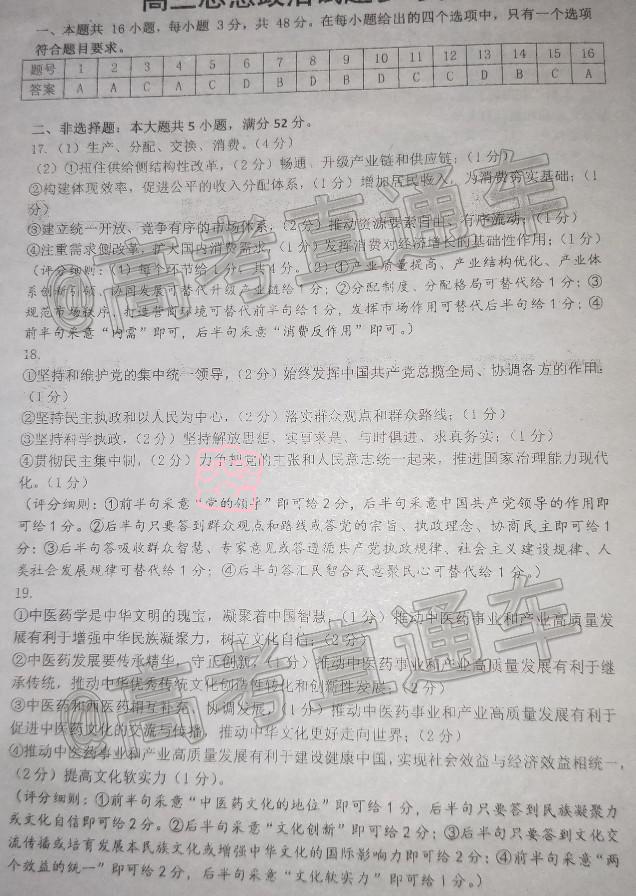 高三思想政治试题参
一、本题共 16 小题，每小题 3 分，共 48 分。在每小题给出的四个选项中，只有一个选项
符合题目要求。
题号 1 2 3 4 5 6 7 8 9 10 11 12 13 14 15 16
答案 A A C A C D B D B D C C D B C A
二、非选择题：本大题共 5 小题，满分 52 分。
17.（1）生产、分配、交换、消费。（4 分）
（2）①扭住供给侧结构性改革，（2 分）畅通、升级产业链和供应链；（1 分）
②构建体现效率，促进公平的收入分配体系，（1 分）增加居民收入，为消费夯实基础；（1
分）
③建立统一开放、竞争有序的市场体系，（2分）推动资源要素自由、有序流动；（1 分）
④注重需求侧改革，扩大国内消费需求，（1 分）发挥消费对经济增长的基础性作用；（1 分）
（评分细则：（1）每个环节给 1 分，共 4 分。（2）①产业质量提高、产业结构优化、产业体
系创新引领、协同发展可替代升级产业链给 1 分；②分配制度、分配格局可替代给 1 分；③
规范市场秩序、打造营商环境可替代前半句给 1 分，发挥市场作用可替代后半句给 1 分；④
前半句采意“内需”即可，后半句采意“消费反作用”即可。）
18.
①坚持和维护党的集中统一领导，（2 分）始终发挥中国共产党总揽全局、协调各方的作用；
（1 分）
②坚持民主执政和以人民为中心，（2 分）落实群众观点和群众路线；（1 分）
③坚持科学执政，（2 分）坚持解放思想、实事求是、与时俱进、求真务实；（1 分）
④贯彻民主集中制，（2 分）力争把党的主张和人民意志统一起来，推进国家治理能力现代
化。（1 分）
（评分细则：①前半句采意“党的领导”即可给 2 分，后半句采意中国共产党领导的作用即
可给 1 分。②后半句只要答到群众观点和路线或答党的宗旨、执政理念、协商民主即可给 1
分；③后半句答吸收群众智慧、专家意见或答遵循共产党执政规律、社会主义建设规律、人
类社会发展规律可替代给 1 分；④后半句答汇民智合民意聚民心可替代给 1 分。）
19.
①中医药学是中华文明的瑰宝，凝聚着中国智慧，（1 分）推动中医药事业和产业高质量发
展有利于增强中华民族凝聚力，树立文化自信；（2 分）
②中医药发展要传承精华，守正创新，（1 分）推动中医药事业和产业高质量发展有利于继
承传统，推动中华优秀传统文化创造性转化和创新性发展；（2 分）
③中医药和西医药相互补充、协调发展，（1 分）推动中医药事业和产业高质量发展有利于
促进中医药文化的交流与传播，推动中华文化更好走向世界；（2 分）
④推动中医药事业和产业高质量发展有利于建设健康中国，实现社会效益与经济效益相统一，
（2 分）提高文化软实力（1 分）。
（评分细则：①前半句采意“中医药文化的地位”即可给 1 分，后半句只要答到民族凝聚力
或文化自信即可给 2 分。②后半句采意“文化创新”即可给 2 分；③后半句只要答到文化交
流传播或培育发展本民族文化或增强中华文化的国际影响力即可给 2 分；④前半句采意“两
个效益的统一”即可给 2 分，后半句采意“文化软实力”即可给 1 分。）
@高考直通车
@高考直通车